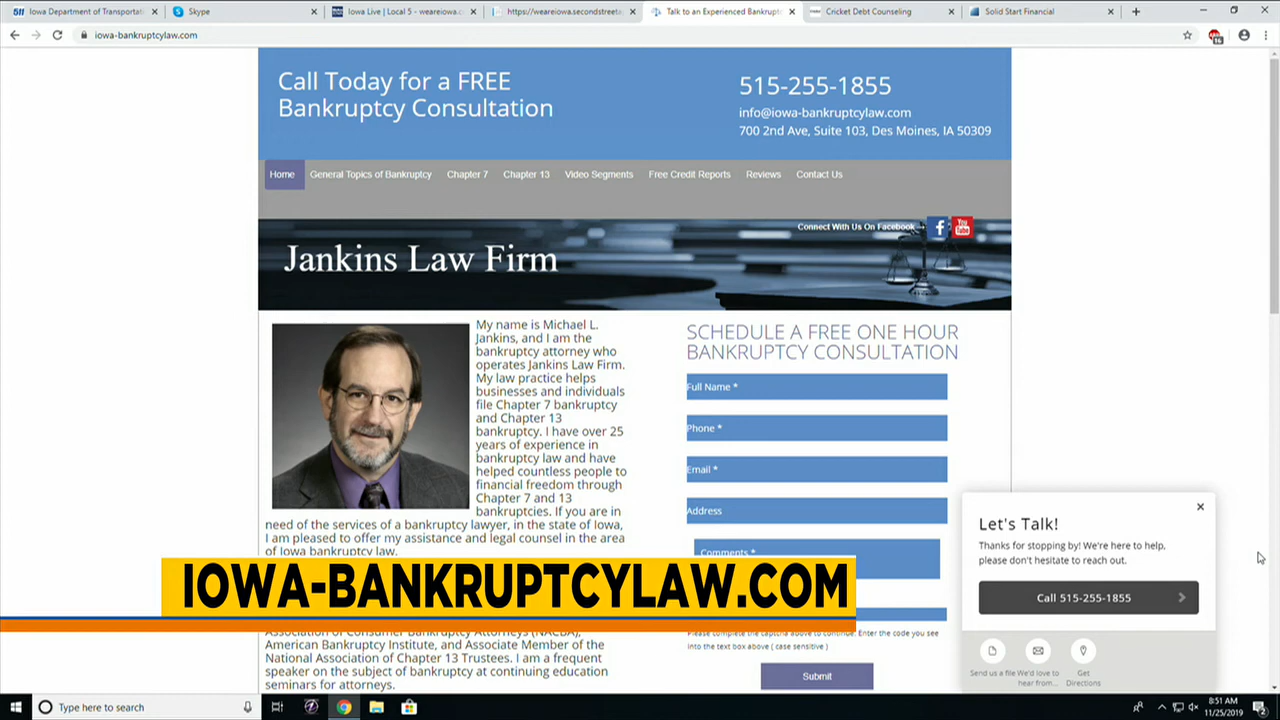 Iowa Department of Transportat
Skype
Iowa Live | Local 5 - weareiowa.c
https://weareiowa.secondstreeta
Talk to an Experienced Bankrupt
Cricket Debt Counseling
Solid Start Financial
iowa-bankruptcylaw.com
Call Today for a FREE
Bankruptcy Consultation
515-255-1855
info@iowa-bankruptcylaw.com
700 2nd Ave, Suite 103, Des Moines, IA 50309
Home
General Topics of Bankruptcy
Chapter 7
Chapter 13
Video Segments
Free Credit Reports
Reviews
Contact Us
Connect With Us On Facebook
You
Tube
Jankins Law Firm
My name is Michael L.
Jankins, and I am the
bankruptcy attorney who
operates Jankins Law Firm.
My law practice helps
businesses and individuals
file Chapter 7 bankruptcy
and Chapter 13
bankruptcy. I have over 25
years of experience in
bankruptcy law and have
helped countless people to
financial freedom through
Chapter 7 and 13
bankruptcies. If you are in
need of the services of a bankruptcy lawyer, in the state of Iowa,
I am pleased to offer my assistance and legal counsel in the area
of Iowa bankruptcy law.
IOWA-BANKRUPTCYLAW.COM
Association of Consumer Bankruptcy Attorneys (NACBA),
American Bankruptcy Institute, and Associate Member of the
National Association of Chapter 13 Trustees. I am a frequent
speaker on the subject of bankruptcy at continuing education
seminars for attorneys.
SCHEDULE A FREE ONE HOUR
BANKRUPTCY CONSULTATION
Full Name *
Phone *
Email *
Address
Comments *
Please complete the captcha above to continue. Enter the code you see
into the text box above ( case sensitive )
Submit
Let's Talk!
Thanks for stopping by! We're here to help,
please don't hesitate to reach out.
Call 515-255-1855
Send us a file
We'd love to
hear from...
Get
Directions
Type here to search
8:51 AM
11/25/2019